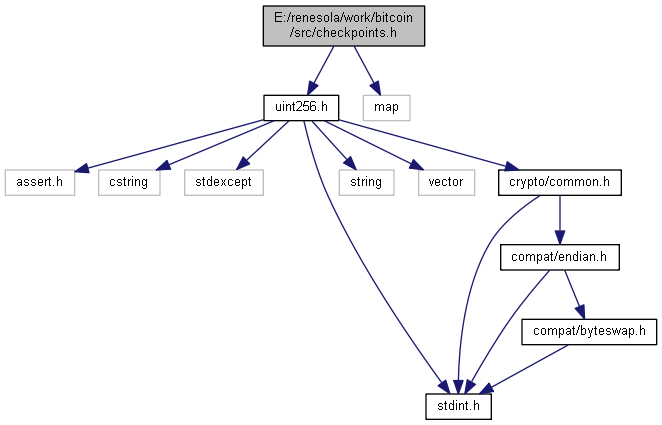 E:/renesola/work/bitcoin
/src/checkpoints.h
uint256.h
map
assert.h
cstring
stdexcept
string
vector
crypto/common.h
compat/endian.h
compat/byteswap.h
stdint.h